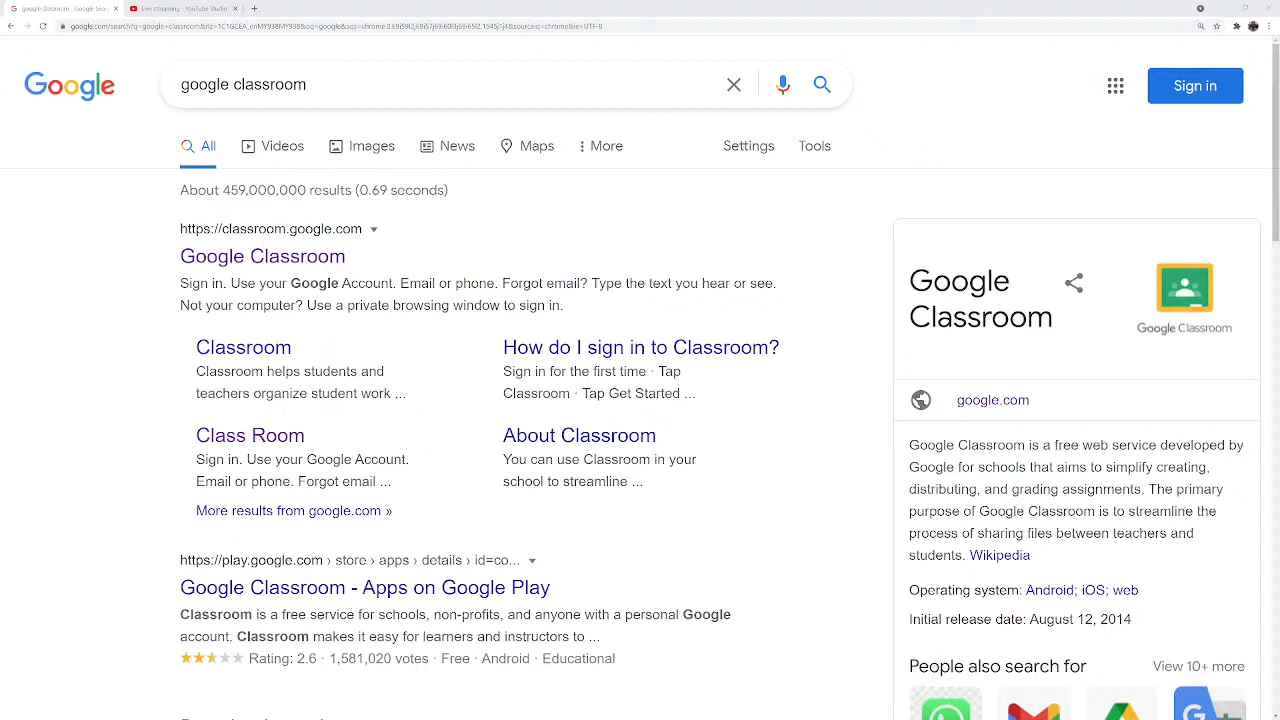 google classroom - Google Sear
Live streaming - YouTube Studio
Google
google classroom
Sign in
All
Videos
Images
News
Maps
More
Settings
Tools
About 459,000,000 results (0.69 seconds)
https://classroom.google.com
Google Classroom
Sign in. Use your Google Account. Email or phone. Forgot email? Type the text you hear or see.
Not your computer? Use a private browsing window to sign in.
Classroom
Classroom helps students and
teachers organize student work ...
How do I sign in to Classroom?
Sign in for the first time · Tap
Classroom · Tap Get Started ...
Class Room
Sign in. Use your Google Account.
Email or phone. Forgot email ...
About Classroom
You can use Classroom in your
school to streamline ...
More results from google.com »
https://play.google.com › store › apps › details › id=co...
Google Classroom - Apps on Google Play
Classroom is a free service for schools, non-profits, and anyone with a personal Google
account. Classroom makes it easy for learners and instructors to ...
Rating: 2.6 · 1,581,020 votes · Free · Android · Educational
Google
Classroom
Google Classroom
google.com
Google Classroom is a free web service developed by
Google for schools that aims to simplify creating,
distributing, and grading assignments. The primary
purpose of Google Classroom is to streamline the
process of sharing files between teachers and
students. Wikipedia
Operating system: Android; iOS; web
Initial release date: August 12, 2014
People also search for
View 10+ more